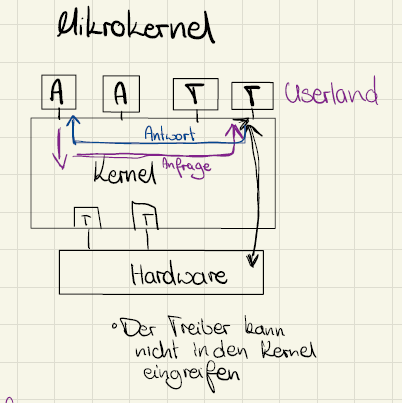 Mikrokernel
A A T T Userland
Antwort
Anfrage
Kernel
T T
Hardware
° Der Treiber kann
nicht in den Kernel
eingreifen